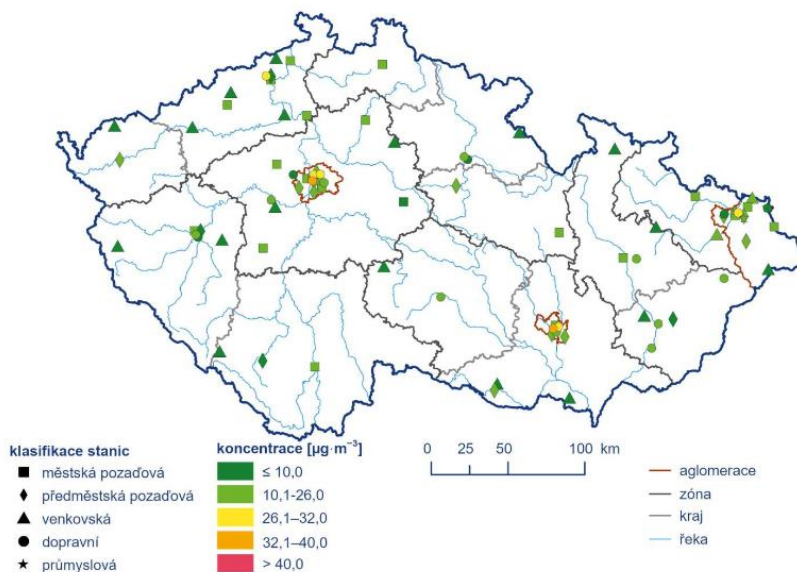 klasifikace stanic
městská pozaďová
předměstská pozaďová
venkovská
dopravní
průmyslová
koncentrace [µg·m⁻³]
≤ 10,0
10,1-26,0
26,1–32,0
32,1–40,0
> 40,0
0 25 50 100 km
aglomerace
zóna
kraj
řeka